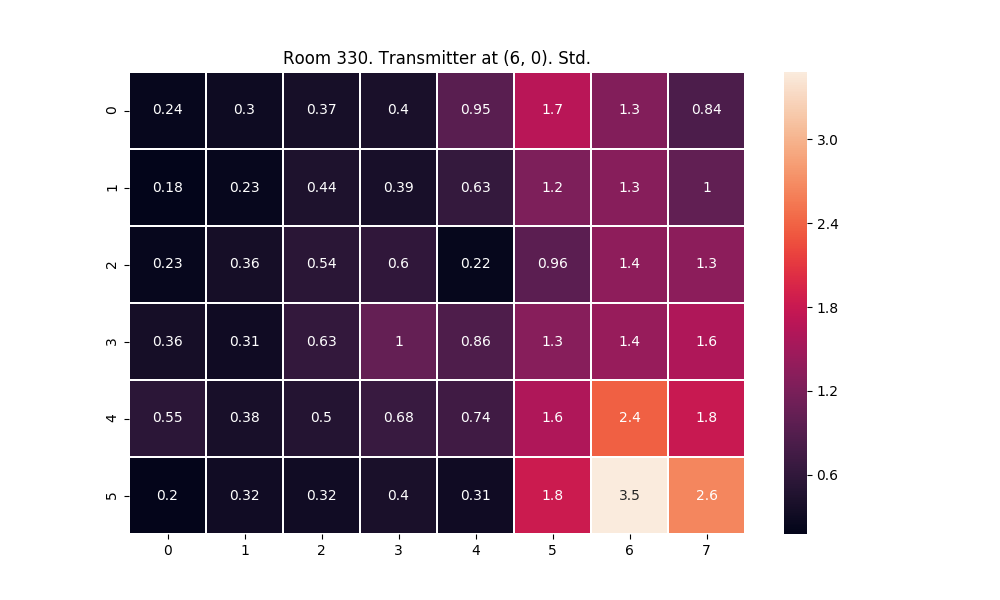 Room 330. Transmitter at (6, 0). Std.
0 0.24 0.3 0.37 0.4 0.95 1.7 1.3 0.84
1 0.18 0.23 0.44 0.39 0.63 1.2 1.3 1
2 0.23 0.36 0.54 0.6 0.22 0.96 1.4 1.3
3 0.36 0.31 0.63 1 0.86 1.3 1.4 1.6
4 0.55 0.38 0.5 0.68 0.74 1.6 2.4 1.8
5 0.2 0.32 0.32 0.4 0.31 1.8 3.5 2.6
0 1 2 3 4 5 6 7
3.0
2.4
1.8
1.2
0.6